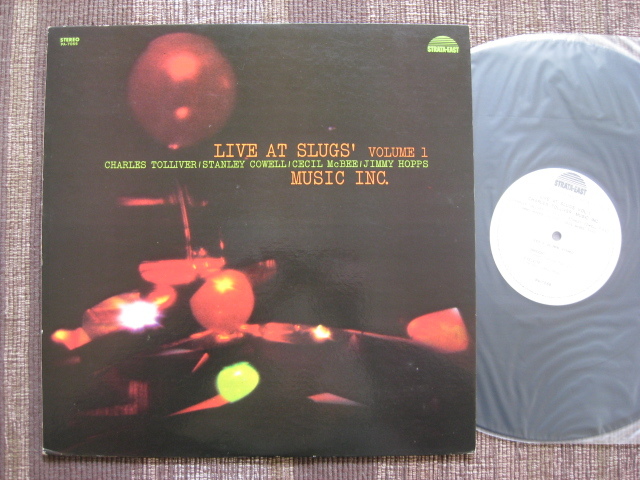 STEREO
STRATA-EAST
LIVE AT SLUGS' VOLUME 1
CHARLES TOLLIVER/STANLEY COWELL/CECIL McBEE/JIMMY HOPPS
MUSIC INC.
STRATA-EAST